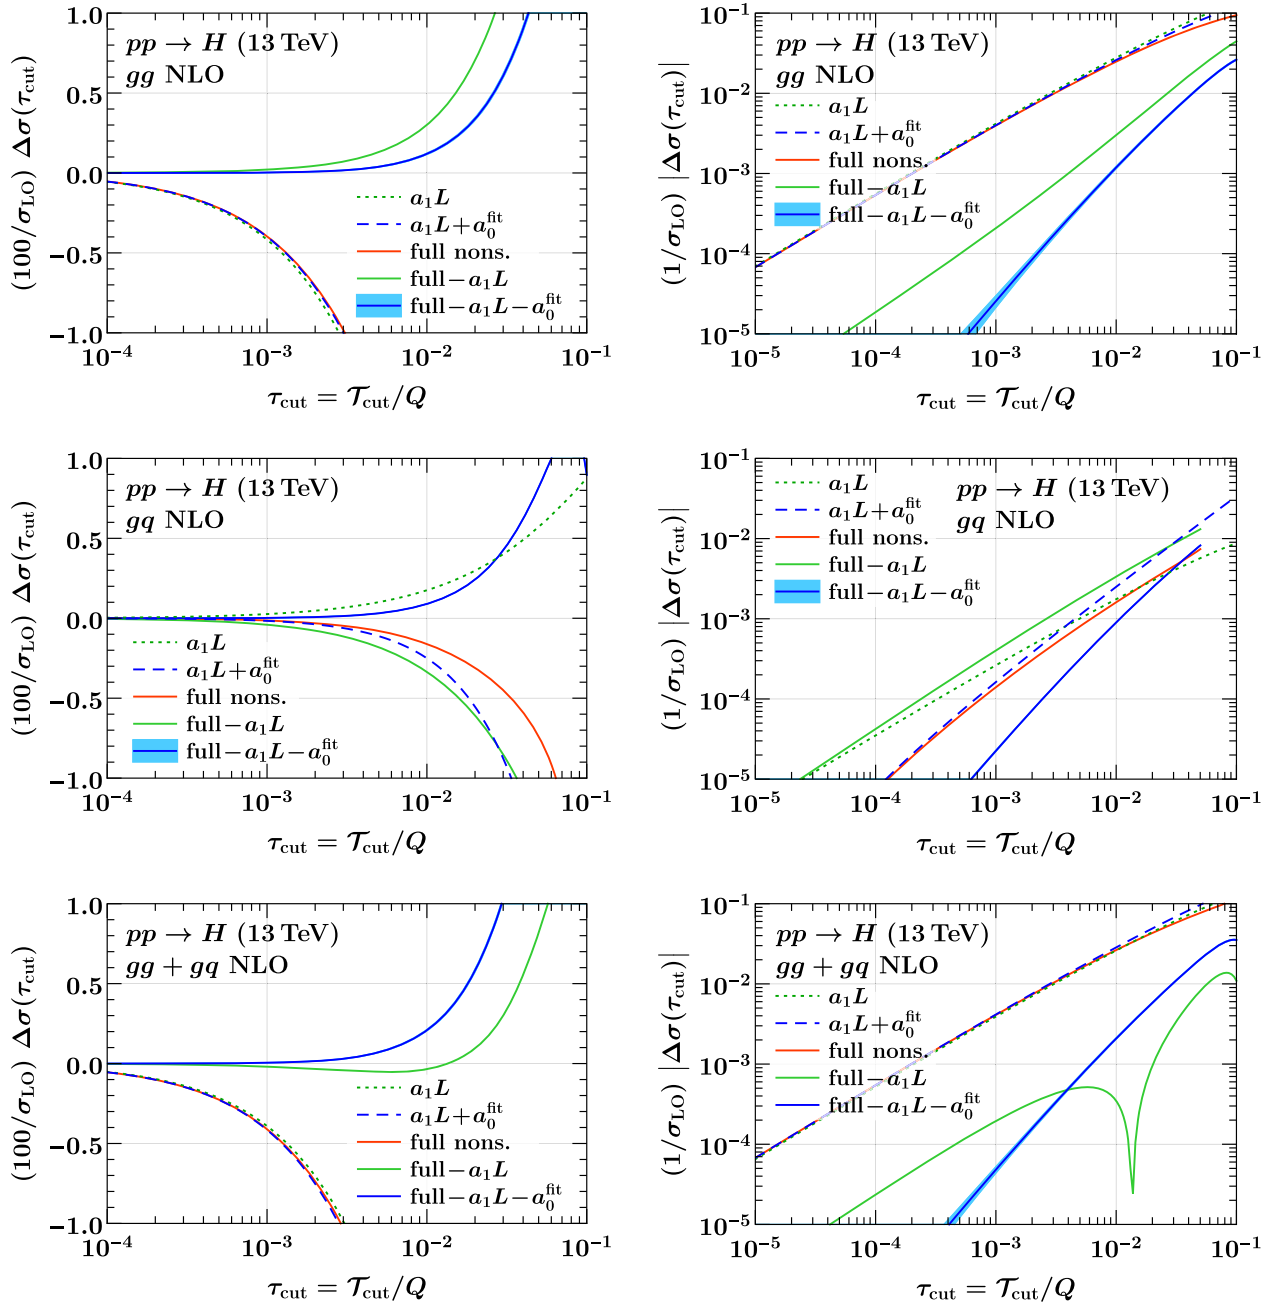 (100/σ_LO) Δσ(τ_cut)
1.0
0.5
0.0
−0.5
−1.0
pp → H (13 TeV)
gg NLO
a₁L
a₁L+a₀^fit
full nons.
full−a₁L
full−a₁L−a₀^fit
10⁻⁴ 10⁻³ 10⁻² 10⁻¹
τ_cut = 𝒯_cut/Q
(1/σ_LO) |Δσ(τ_cut)|
10⁻¹
10⁻²
10⁻³
10⁻⁴
10⁻⁵
pp → H (13 TeV)
gg NLO
a₁L
a₁L+a₀^fit
full nons.
full−a₁L
full−a₁L−a₀^fit
10⁻⁵ 10⁻⁴ 10⁻³ 10⁻² 10⁻¹
τ_cut = 𝒯_cut/Q
(100/σ_LO) Δσ(τ_cut)
1.0
0.5
0.0
−0.5
−1.0
pp → H (13 TeV)
gq NLO
a₁L
a₁L+a₀^fit
full nons.
full−a₁L
full−a₁L−a₀^fit
10⁻⁴ 10⁻³ 10⁻² 10⁻¹
τ_cut = 𝒯_cut/Q
(1/σ_LO) |Δσ(τ_cut)|
10⁻¹
10⁻²
10⁻³
10⁻⁴
10⁻⁵
a₁L
a₁L+a₀^fit
full nons.
full−a₁L
full−a₁L−a₀^fit
pp → H (13 TeV)
gq NLO
10⁻⁵ 10⁻⁴ 10⁻³ 10⁻² 10⁻¹
τ_cut = 𝒯_cut/Q
(100/σ_LO) Δσ(τ_cut)
1.0
0.5
0.0
−0.5
−1.0
pp → H (13 TeV)
gg + gq NLO
a₁L
a₁L+a₀^fit
full nons.
full−a₁L
full−a₁L−a₀^fit
10⁻⁴ 10⁻³ 10⁻² 10⁻¹
τ_cut = 𝒯_cut/Q
(1/σ_LO) |Δσ(τ_cut)|
10⁻¹
10⁻²
10⁻³
10⁻⁴
10⁻⁵
pp → H (13 TeV)
gg + gq NLO
a₁L
a₁L+a₀^fit
full nons.
full−a₁L
full−a₁L−a₀^fit
10⁻⁵ 10⁻⁴ 10⁻³ 10⁻² 10⁻¹
τ_cut = 𝒯_cut/Q